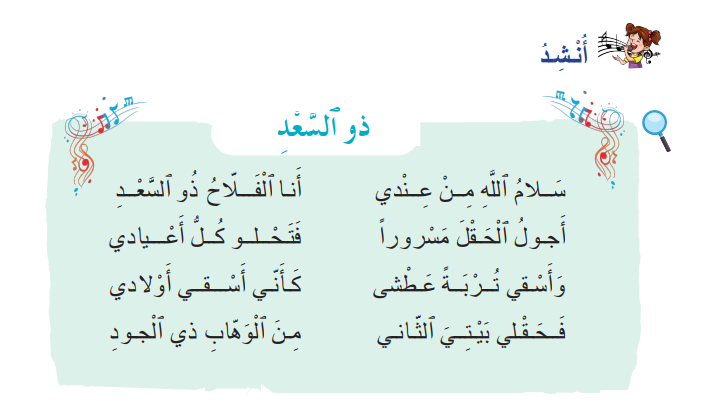 أُنْشِدُ
ذو ٱلسَّعْدِ
سَلامُ ٱللَّهِ مِنْ عِنْدي أَنا ٱلْفَلّاحُ ذُو ٱلسَّعْدِ
أَجولُ ٱلْحَقْلَ مَسْروراً فَتَحْلو كُلُّ أَعْيادي
وَأَسْقي تُرْبَةً عَطْشى كَأَنّي أَسْقي أَوْلادي
فَحَقْلي بَيْتِيَ ٱلثّاني مِنَ ٱلْوَهّابِ ذي ٱلْجودِ